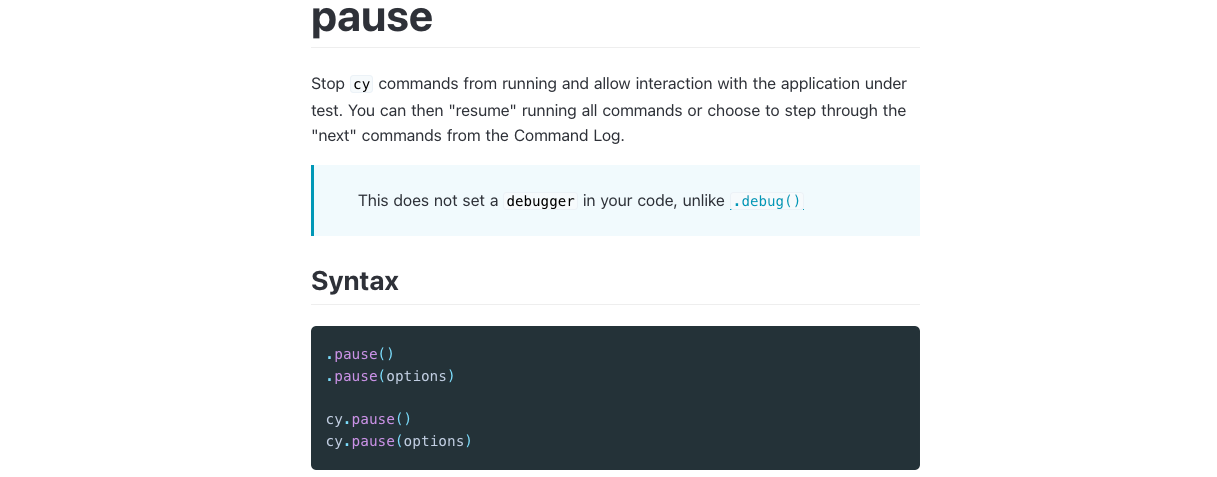 pause
Stop cy commands from running and allow interaction with the application under
test. You can then "resume" running all commands or choose to step through the
"next" commands from the Command Log.
This does not set a debugger in your code, unlike .debug()
Syntax
.pause()
.pause(options)
cy.pause()
cy.pause(options)